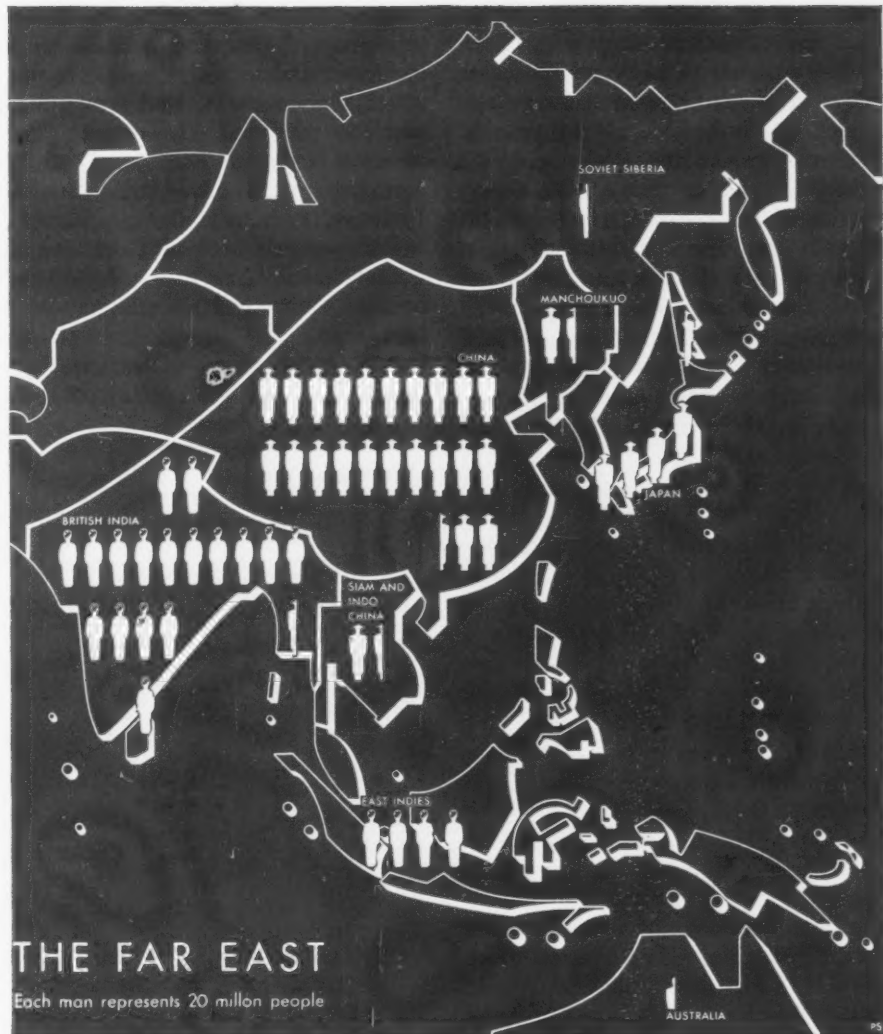 SOVIET SIBERIA
MANCHOUKUO
CHINA
JAPAN
BRITISH INDIA
SIAM AND
INDO
CHINA
EAST INDIES
THE FAR EAST
Each man represents 20 millon people
AUSTRALIA